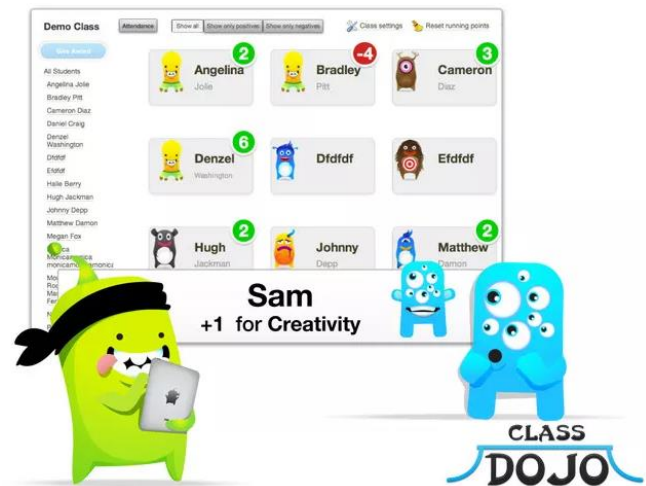 Demo Class
Attendance
Show all Show only positives Show only negatives
Class settings
Reset running points
All Students
Angelina Jolie
Bradley Pitt
Cameron Diaz
Daniel Craig
Denzel
Washington
Dfdfdf
Efdfdf
Halle Berry
Hugh Jackman
Johnny Depp
Matthew Damon
Megan Fox
2
Angelina
Jolie
-4
Bradley
Pitt
3
Cameron
Diaz
6
Denzel
Washington
Dfdfdf
Efdfdf
2
Hugh
Jackman
Johnny
Depp
2
Matthew
Damon
Sam
+1 for Creativity
CLASS
DOJO